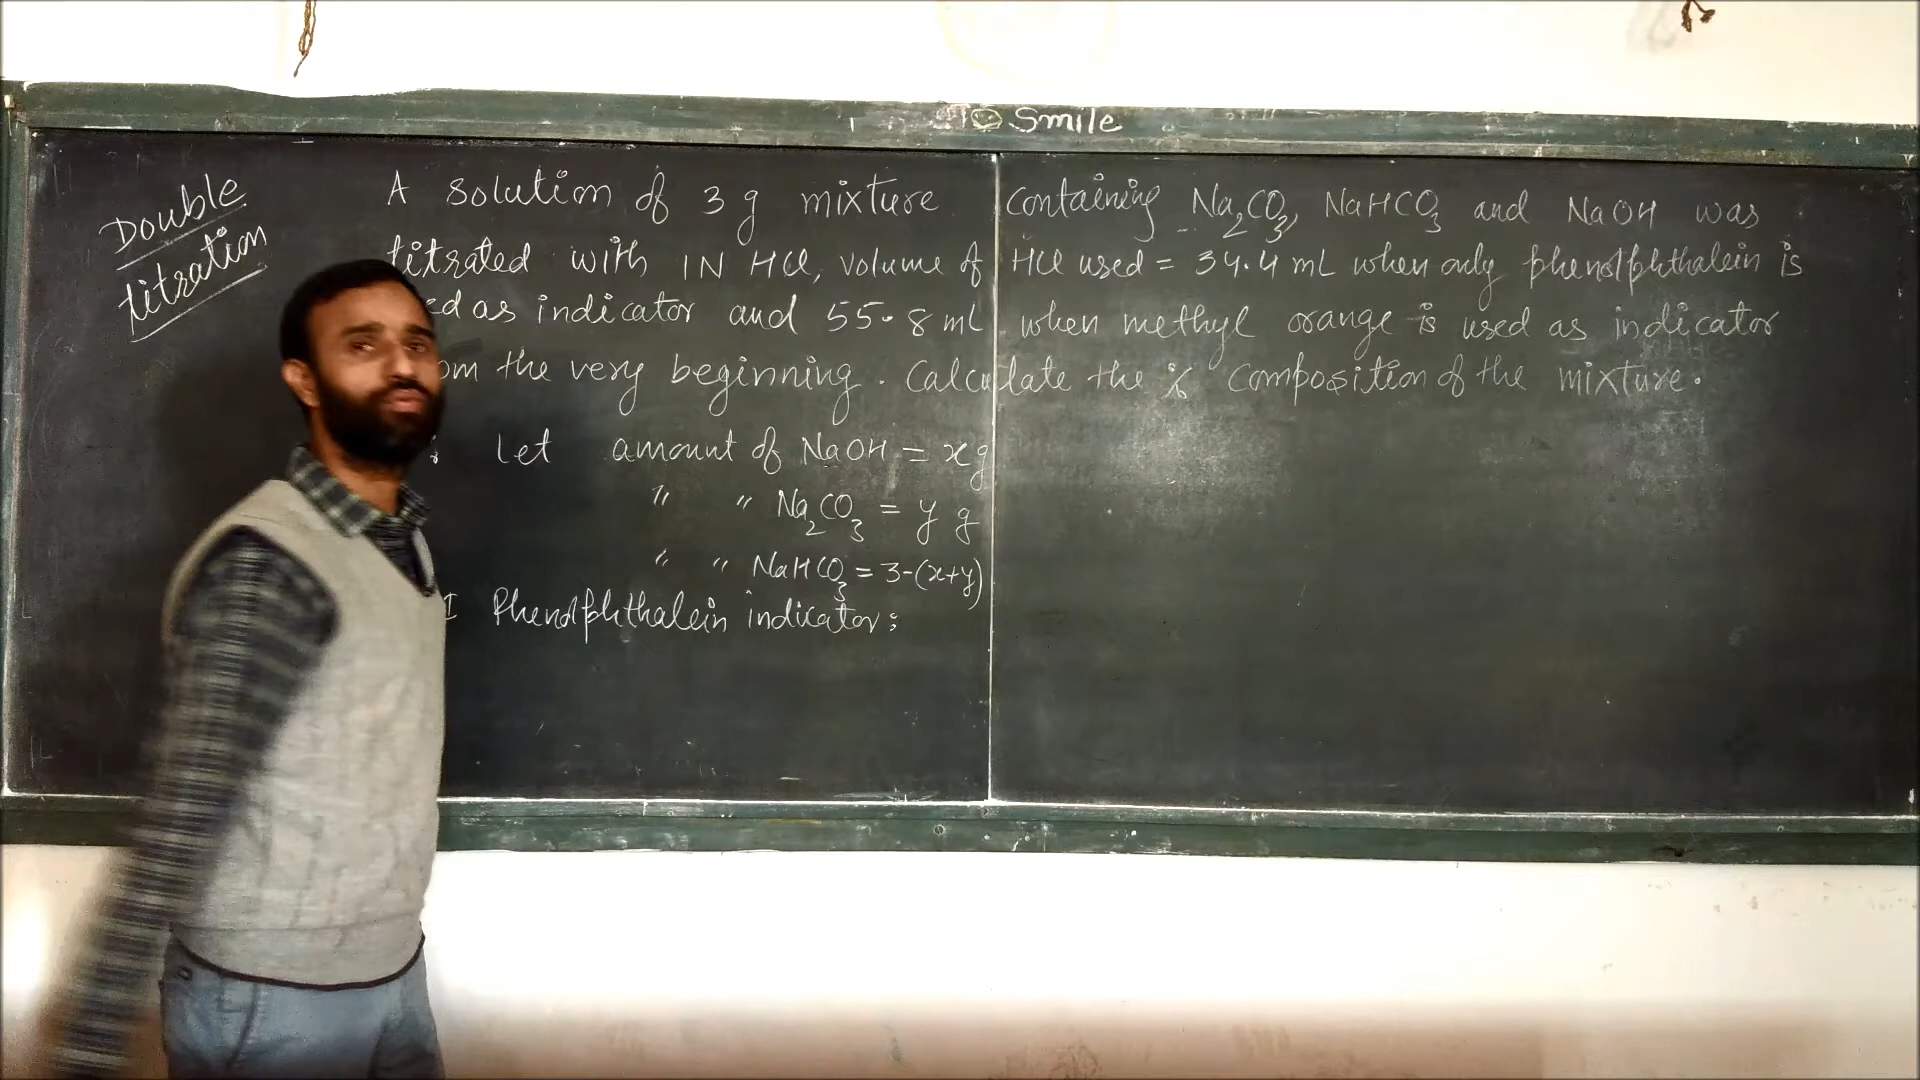 Smile
Double
titration
A solution of 3 g mixture containing Na₂CO₃, NaHCO₃ and NaOH was
titrated with 1N HCl, volume of HCl used = 34.4 mL when only phenolphthalein is
ed as indicator and 55.8 mL when methyl orange is used as indicator
om the very beginning. Calculate the % composition of the mixture.
: Let amount of NaOH = x g
" " Na₂CO₃ = y g
" " NaHCO₃ = 3-(x+y)
I Phenolphthalein indicator: